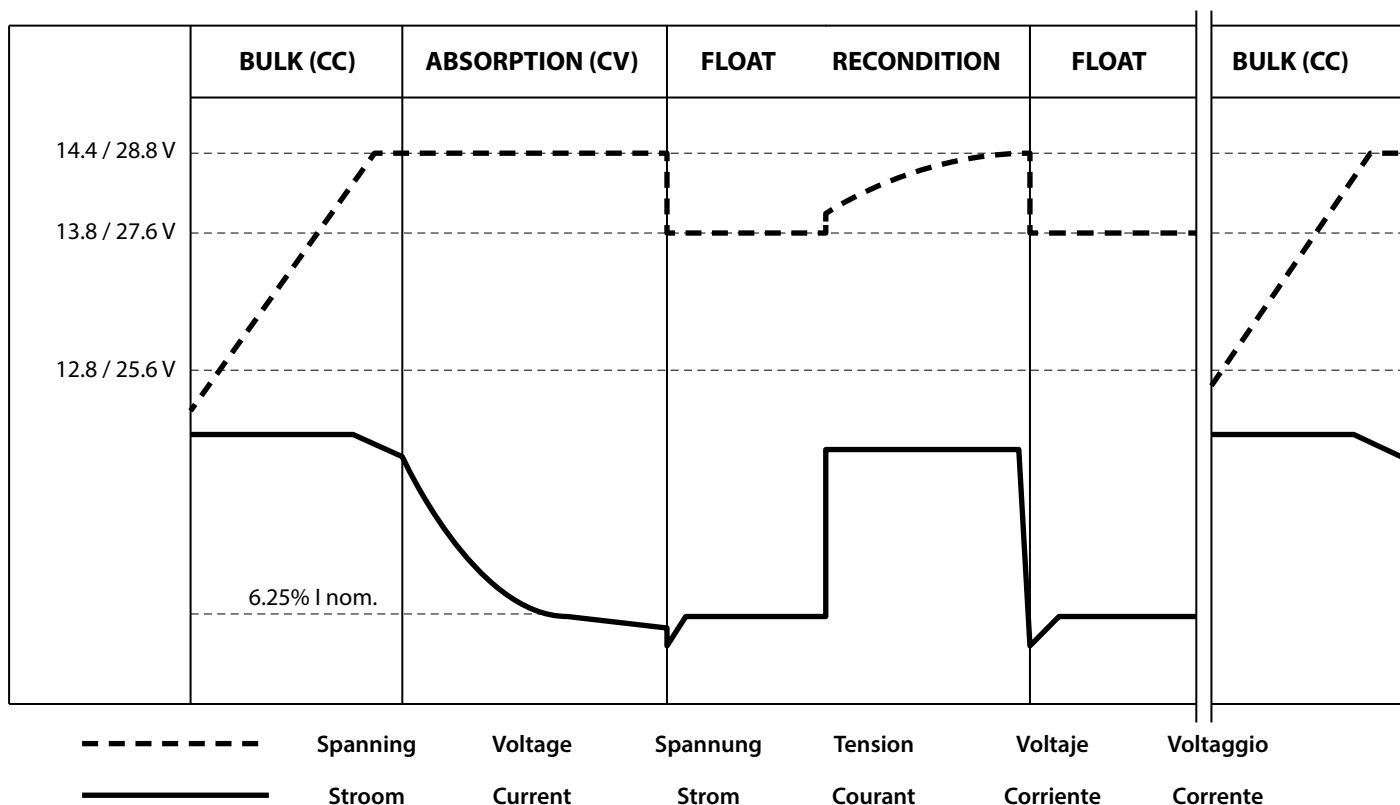 BULK (CC) ABSORPTION (CV) FLOAT RECONDITION FLOAT BULK (CC)
14.4 / 28.8 V
13.8 / 27.6 V
12.8 / 25.6 V
6.25% I nom.
Spanning Voltage Spannung Tension Voltaje Voltaggio
Stroom Current Strom Courant Corriente Corrente